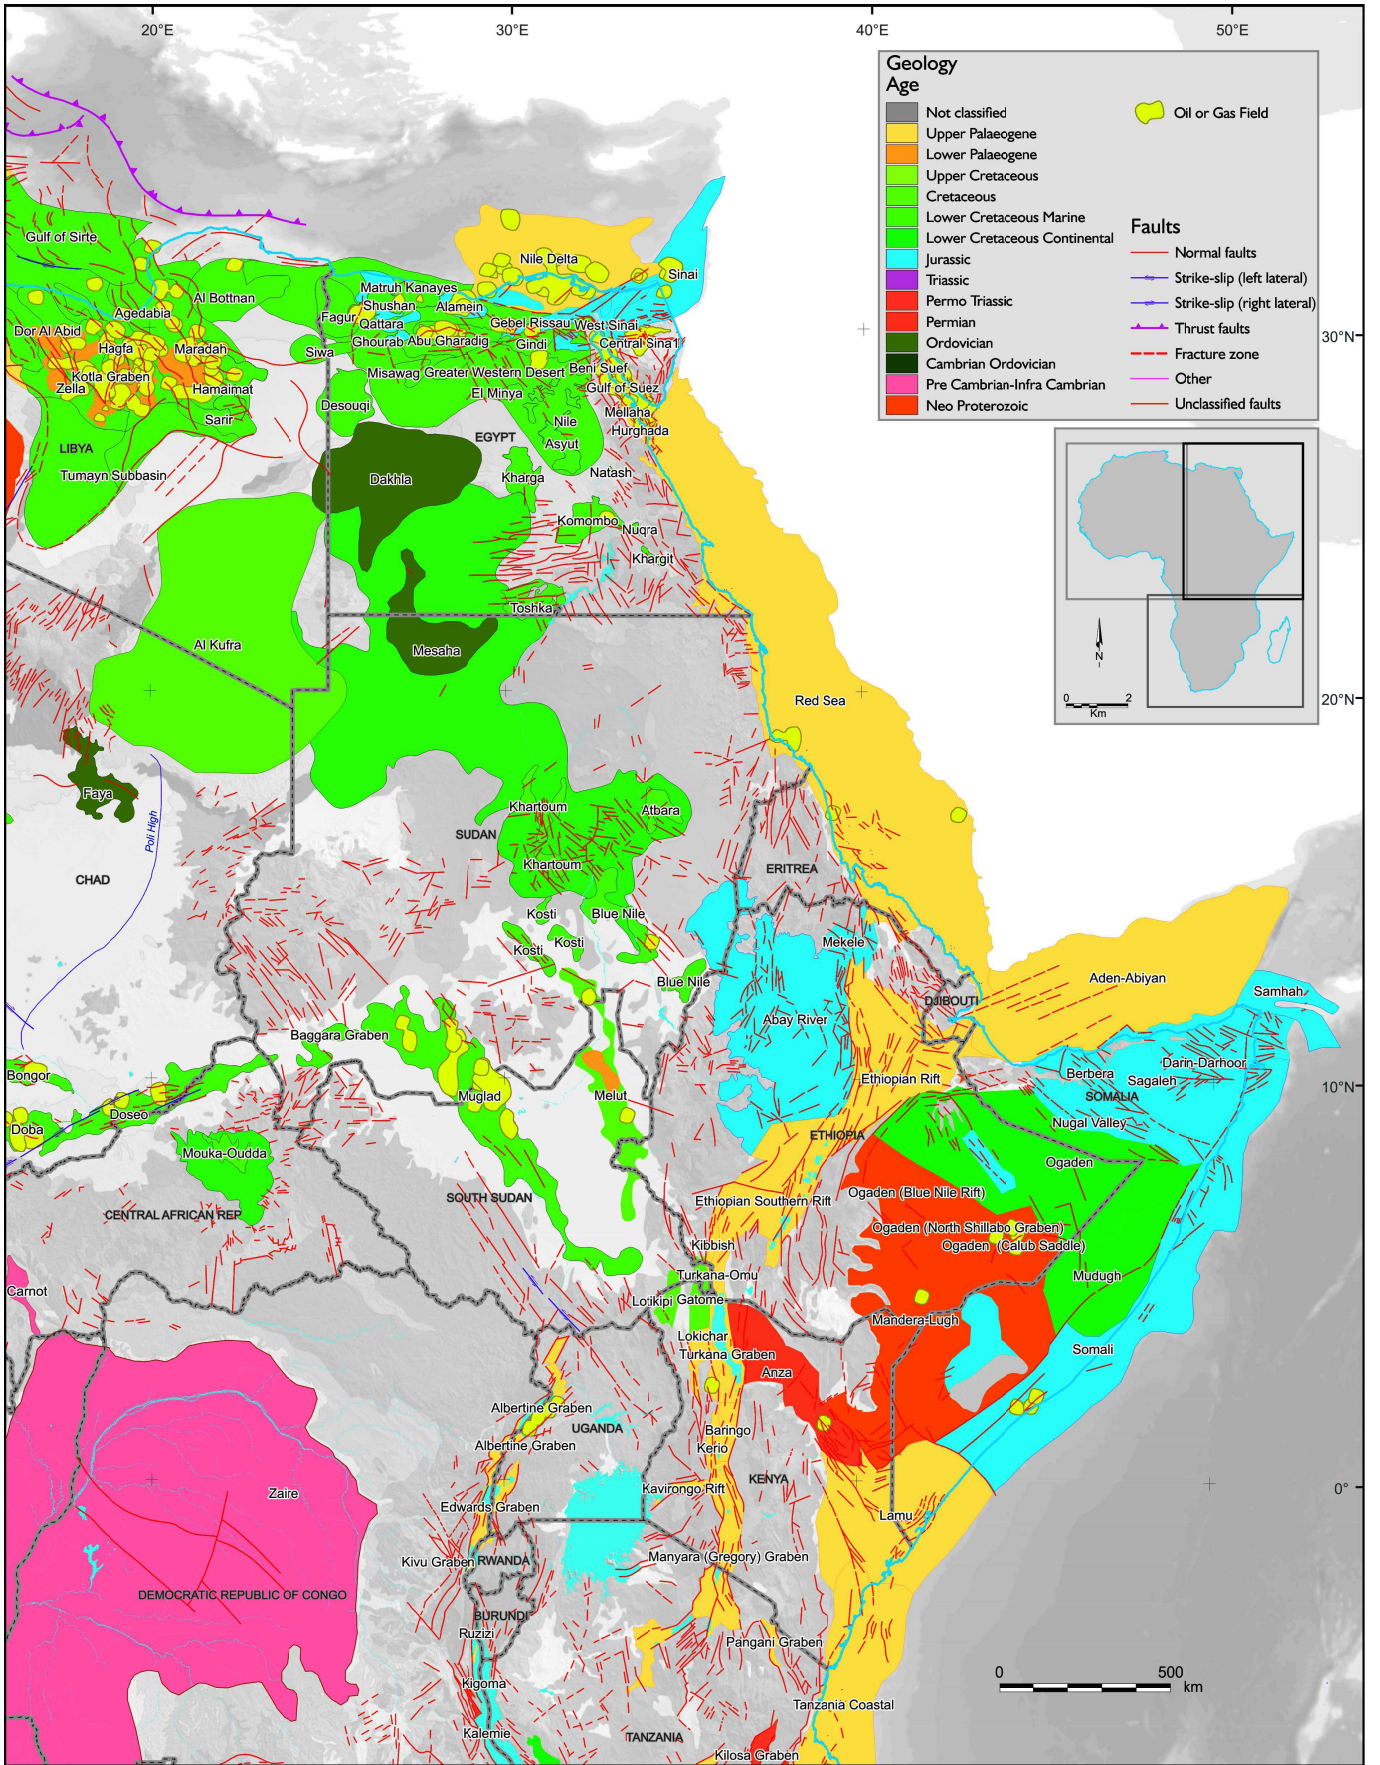 20°E
30°E
40°E
50°E
Geology
Age
Not classified
Upper Palaeogene
Lower Palaeogene
Upper Cretaceous
Cretaceous
Lower Cretaceous Marine
Lower Cretaceous Continental
Jurassic
Triassic
Permo Triassic
Permian
Ordovician
Cambrian Ordovician
Pre Cambrian-Infra Cambrian
Neo Proterozoic
Oil or Gas Field
Faults
Normal faults
Strike-slip (left lateral)
Strike-slip (right lateral)
Thrust faults
Fracture zone
Other
Unclassified faults
N
0 2
Km
30°N
20°N
10°N
0°
Gulf of Sirte
Nile Delta
Sinai
Al Bottnan
Matruh Kanayes
Shushan
Alamein
Agedabia
Fagur
Qattara
Gebel Rissau
West Sinai
Dor Al Abid
Hagfa
Maradah
Siwa
Ghourab
Abu Gharadig
Gindi
Central Sina1
Kotla Graben
Zella
Hamaimat
Misawag
Greater Western Desert
Beni Suef
El Minya
Gulf of Suez
Desouqi
Mellaha
Sarir
Nile
Hurghada
LIBYA
EGYPT
Asyut
Tumayn Subbasin
Dakhla
Kharga
Natash
Komombo
Nuqra
Khargit
Toshka
Al Kufra
Mesaha
Red Sea
Faya
Poli High
Khartoum
Atbara
SUDAN
Khartoum
ERITREA
CHAD
Kosti
Blue Nile
Kosti
Kosti
Mekele
Blue Nile
Aden-Abiyan
Samhah
DJIBOUTI
Abay River
Baggara Graben
Bongor
Berbera
Darin-Darhoor
Ethiopian Rift
Sagaleh
SOMALIA
Muglad
Melut
Doseo
Doba
Nugal Valley
ETHIOPIA
Mouka-Oudda
Ogaden
SOUTH SUDAN
Ogaden (Blue Nile Rift)
Ethiopian Southern Rift
CENTRAL AFRICAN REP
Ogaden (North Shillabo Graben)
Ogaden (Calub Saddle)
Kibbish
Turkana-Omu
Mudugh
Carnot
Lotikipi
Gatome
Mandera-Lugh
Lokichar
Turkana Graben
Somali
Anza
Albertine Graben
UGANDA
Baringo
Albertine Graben
Kerio
KENYA
Zaire
Kavirongo Rift
Edwards Graben
Lamu
Kivu Graben
RWANDA
Manyara (Gregory) Graben
DEMOCRATIC REPUBLIC OF CONGO
BURUNDI
Ruzizi
Pangani Graben
Kigoma
0 500
km
Tanzania Coastal
Kalemie
TANZANIA
Kilosa Graben